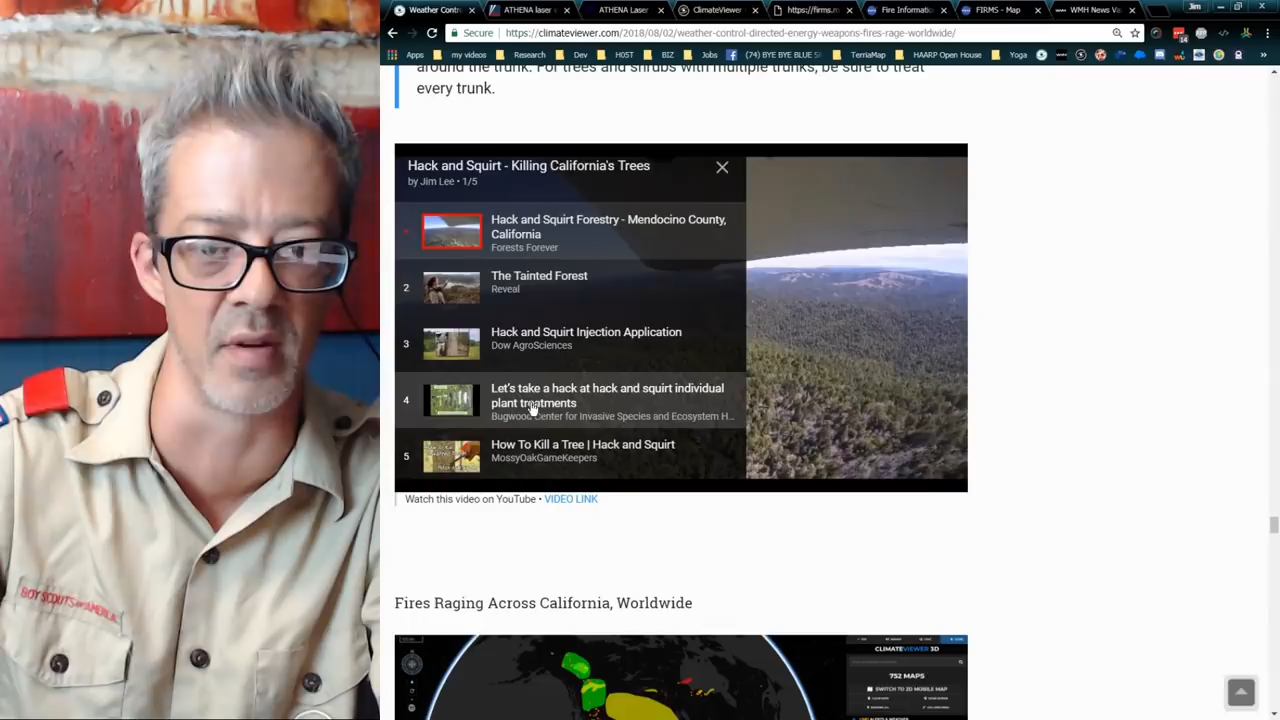 Weather Contr
ATHENA laser e
ATHENA Laser
ClimateViewer
https://firms.m
Fire Informatio
FIRMS - Map
WMH News Va
Jim
Secure
https://climateviewer.com/2018/08/02/weather-control-directed-energy-weapons-fires-rage-worldwide/
Apps
my videos
Research
Dev
H0ST
BIZ
Jobs
(74) BYE BYE BLUE S
TerriaMap
HAARP Open House
Yoga
around the trunk. For trees and shrubs with multiple trunks, be sure to treat
every trunk.
Hack and Squirt - Killing California's Trees
by Jim Lee • 1/5
Hack and Squirt Forestry - Mendocino County,
California
Forests Forever
2
The Tainted Forest
Reveal
3
Hack and Squirt Injection Application
Dow AgroSciences
4
Let's take a hack at hack and squirt individual
plant treatments
Bugwood Center for Invasive Species and Ecosystem H...
5
How To Kill a Tree | Hack and Squirt
MossyOakGameKeepers
Watch this video on YouTube • VIDEO LINK
BOY SCOUTS OF AMERICA
Fires Raging Across California, Worldwide
CLIMATEVIEWER 3D
752 MAPS
SWITCH TO 2D MOBILE MAP